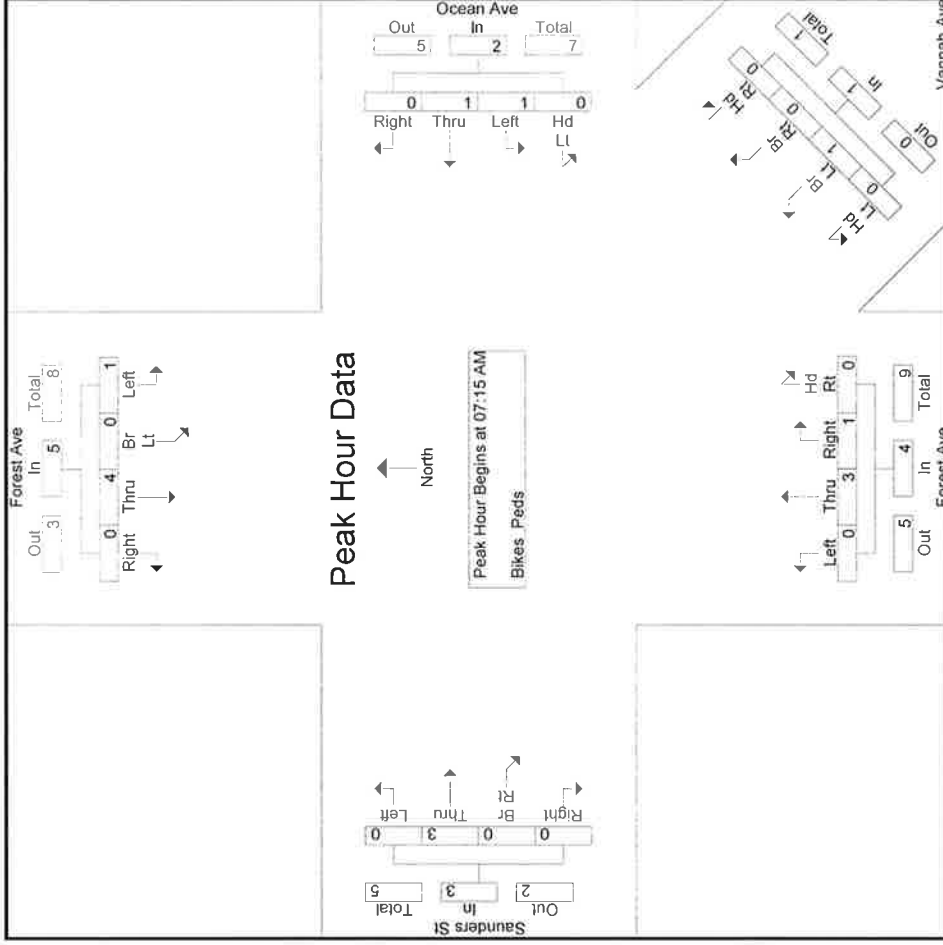 Forest Ave
Out In Total
3 5 8
0 4 0 1
Right Thru Br Left
Lt
Ocean Ave
Out In Total
5 2 7
0 1 1 0
Right Thru Left Hd
Lt
Total
1
In
1
Out
0
0 0 1 0
Hd Rt
Br Rt
Br Lt
Hd Lt
Vannah Ave
Peak Hour Data
North
Peak Hour Begins at 07:15 AM
Bikes Peds
Saunders St
Total In Out
5 3 2
0 3 0 0
Left Thru Br Rt Right
Left Thru Right Hd Rt
0 3 1 0
5 4 9
Out In Total
Forest Ave